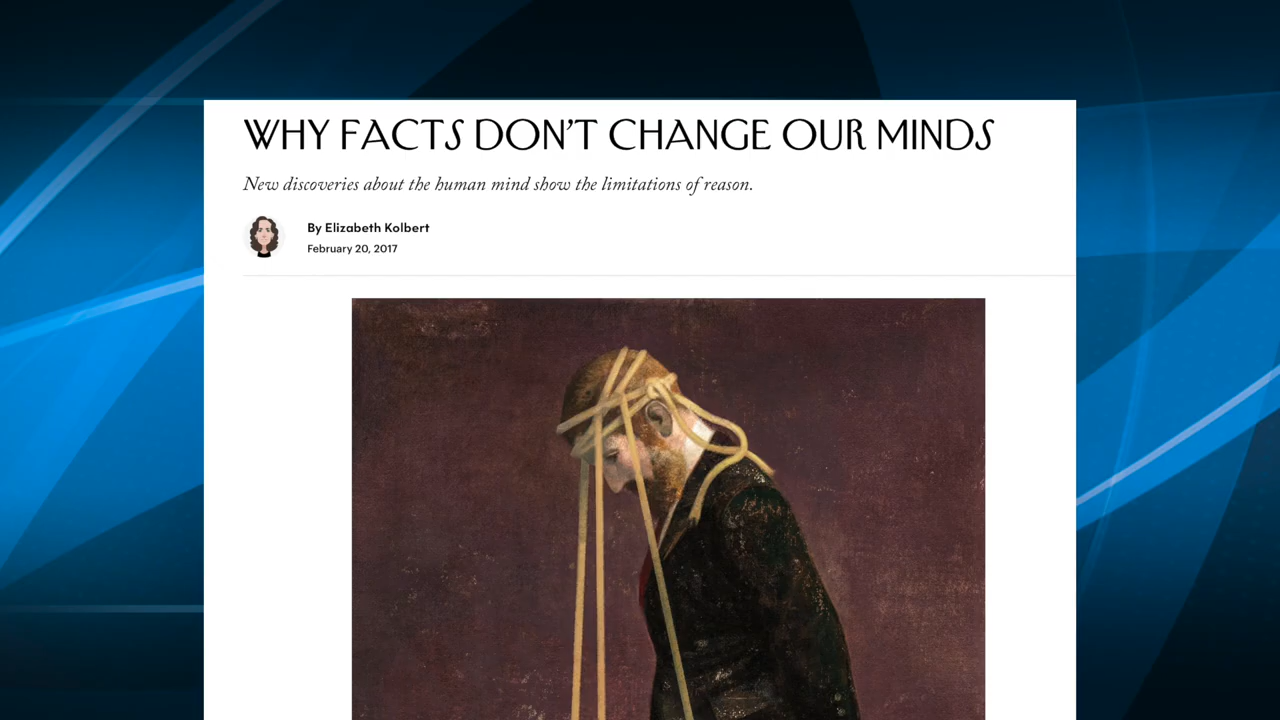 WHY FACTS DON'T CHANGE OUR MINDS
New discoveries about the human mind show the limitations of reason.
By Elizabeth Kolbert
February 20, 2017